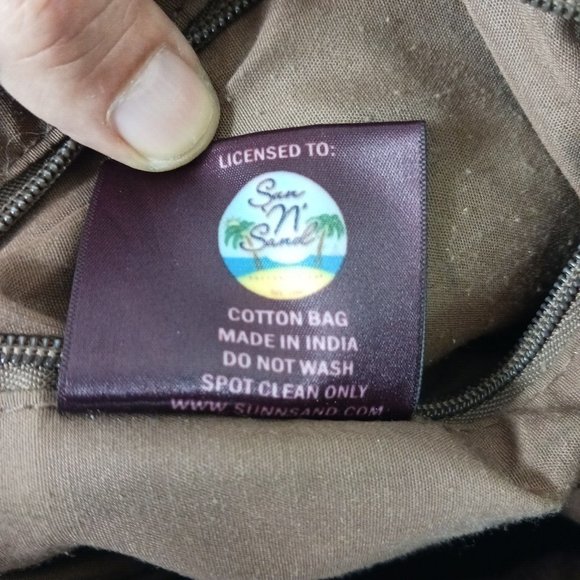 LICENSED TO:
Sun
N'
Sand
COTTON BAG
MADE IN INDIA
DO NOT WASH
SPOT CLEAN ONLY
WWW.SUNNSAND.COM